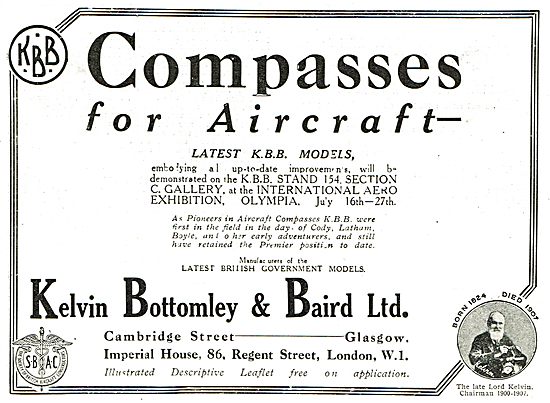 K.B.B
Compasses
for Aircraft—
LATEST K.B.B. MODELS,
embodying all up-to-date improvements, will be
demonstrated on the K.B.B. STAND 154, SECTION
C. GALLERY, at the INTERNATIONAL AERO
EXHIBITION, OLYMPIA. July 16th—27th.
As Pioneers in Aircraft Compasses K.B.B. were
first in the field in the days of Cody, Latham,
Boyle, and other early adventurers, and still
have retained the Premier position to date.
Manufacturers of the
LATEST BRITISH GOVERNMENT MODELS.
Kelvin Bottomley & Baird Ltd.
Cambridge Street——Glasgow.
Imperial House, 86, Regent Street, London, W.1.
Illustrated Descriptive Leaflet free on application.
S·B·A·C
BORN 1824 DIED 1907
The late Lord Kelvin,
Chairman 1900-1907.